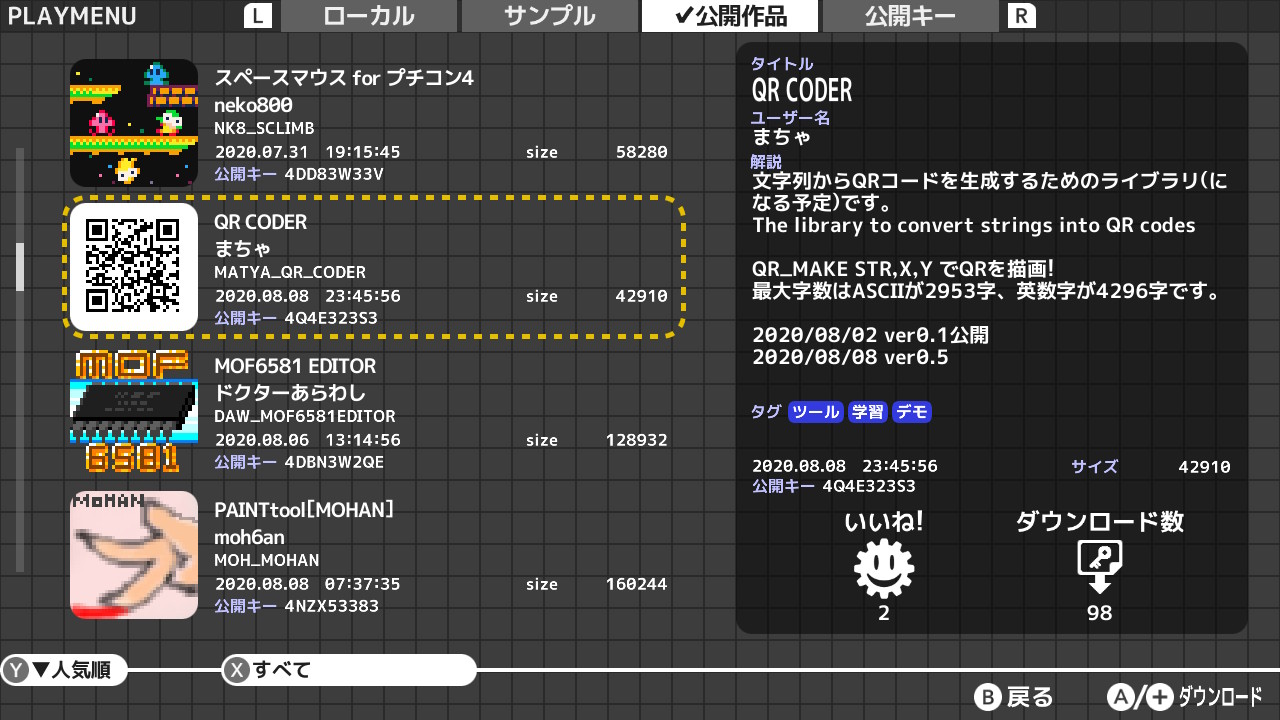 PLAYMENU
L
ローカル
サンプル
✓公開作品
公開キー
R
スペースマウス for プチコン4
neko800
NK8_SCLIMB
2020.07.31 19:15:45 size 58280
公開キー 4DD83W33V
QR CODER
まちゃ
MATYA_QR_CODER
2020.08.08 23:45:56 size 42910
公開キー 4Q4E323S3
MOF
6581
MOF6581 EDITOR
ドクターあらわし
DAW_MOF6581EDITOR
2020.08.06 13:14:56 size 128932
公開キー 4DBN3W2QE
MoHAN
PAINTtool[MOHAN]
moh6an
MOH_MOHAN
2020.08.08 07:37:35 size 160244
公開キー 4NZX53383
タイトル
QR CODER
ユーザー名
まちゃ
解説
文字列からQRコードを生成するためのライブラリ(に
なる予定)です。
The library to convert strings into QR codes
QR_MAKE STR,X,Y でQRを描画!
最大字数はASCIIが2953字、英数字が4296字です。
2020/08/02 ver0.1公開
2020/08/08 ver0.5
タグ ツール 学習 デモ
2020.08.08 23:45:56 サイズ 42910
公開キー 4Q4E323S3
いいね! ダウンロード数
2 98
Y ▼人気順
X すべて
B 戻る
A/+ ダウンロード